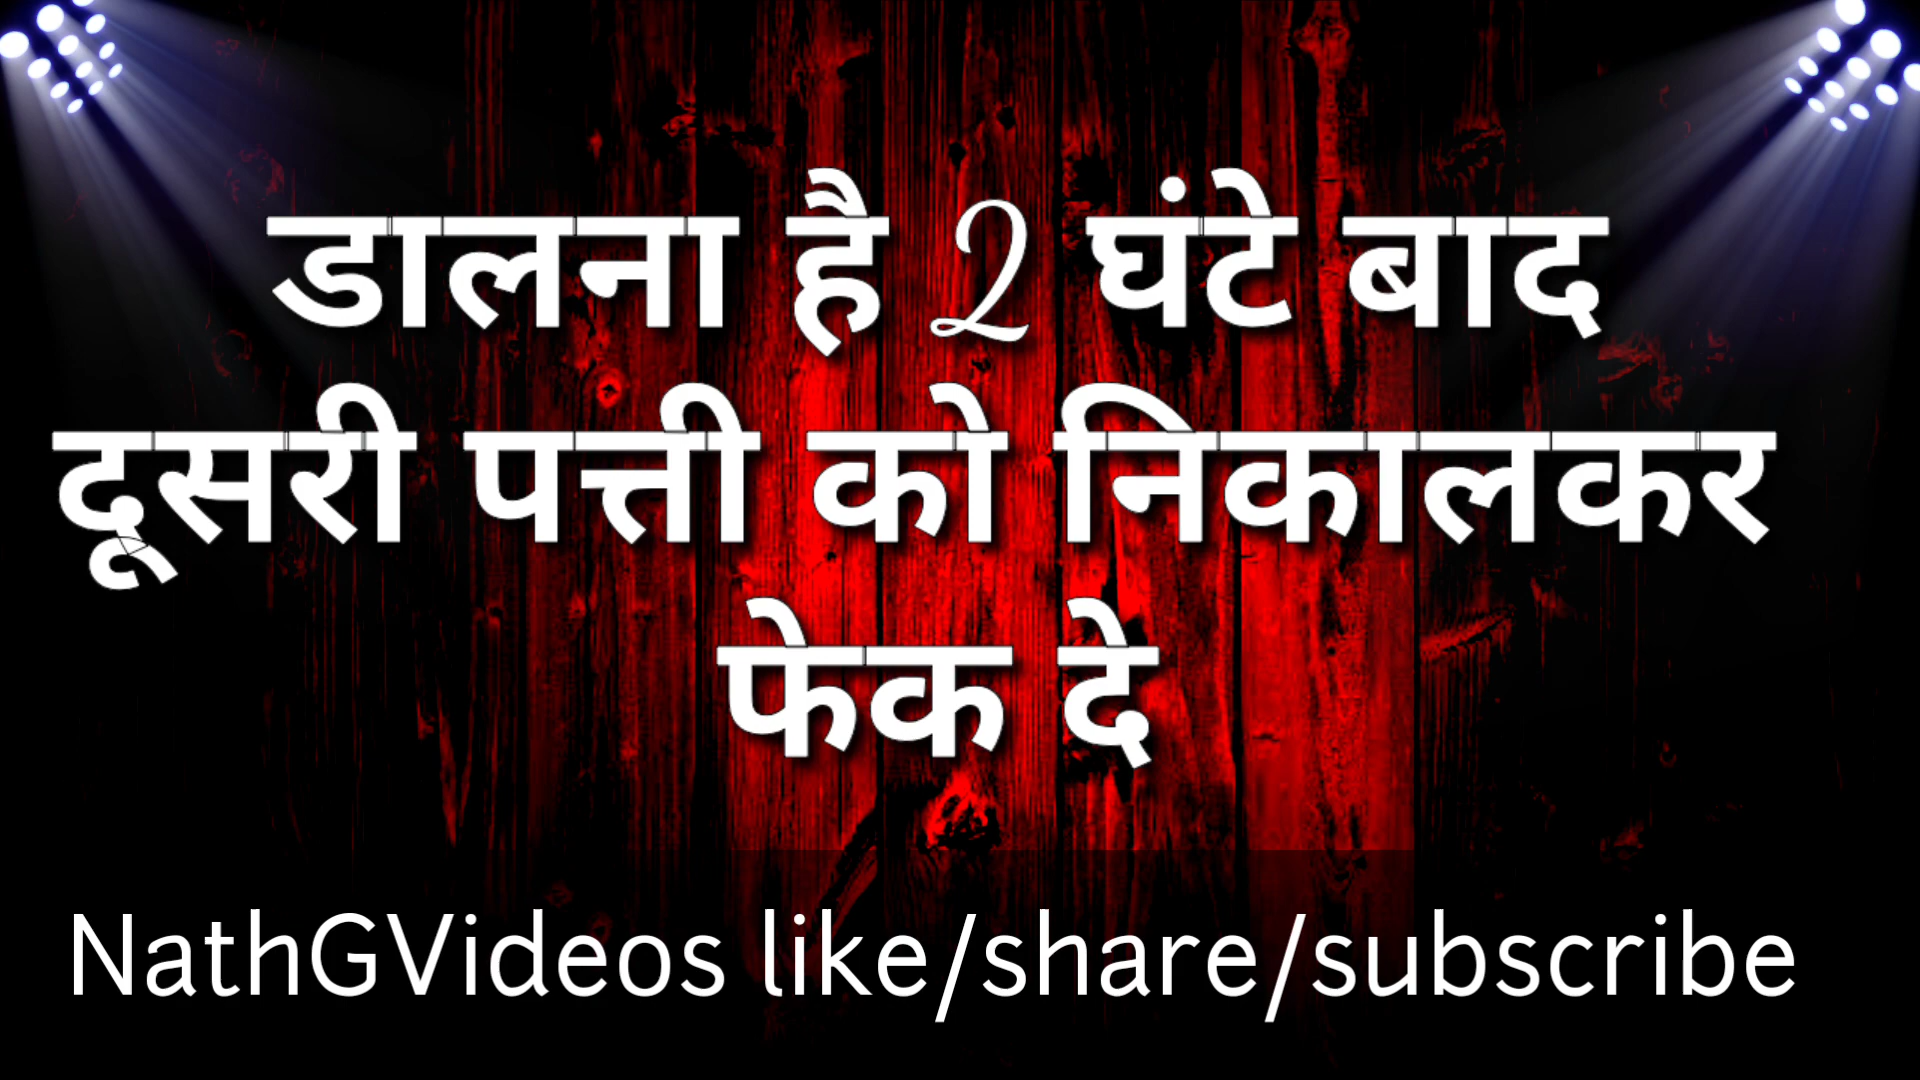 डालना है 2 घंटे बाद
दूसरी पत्ती को निकालकर
फेक दे
NathGVideos like/share/subscribe